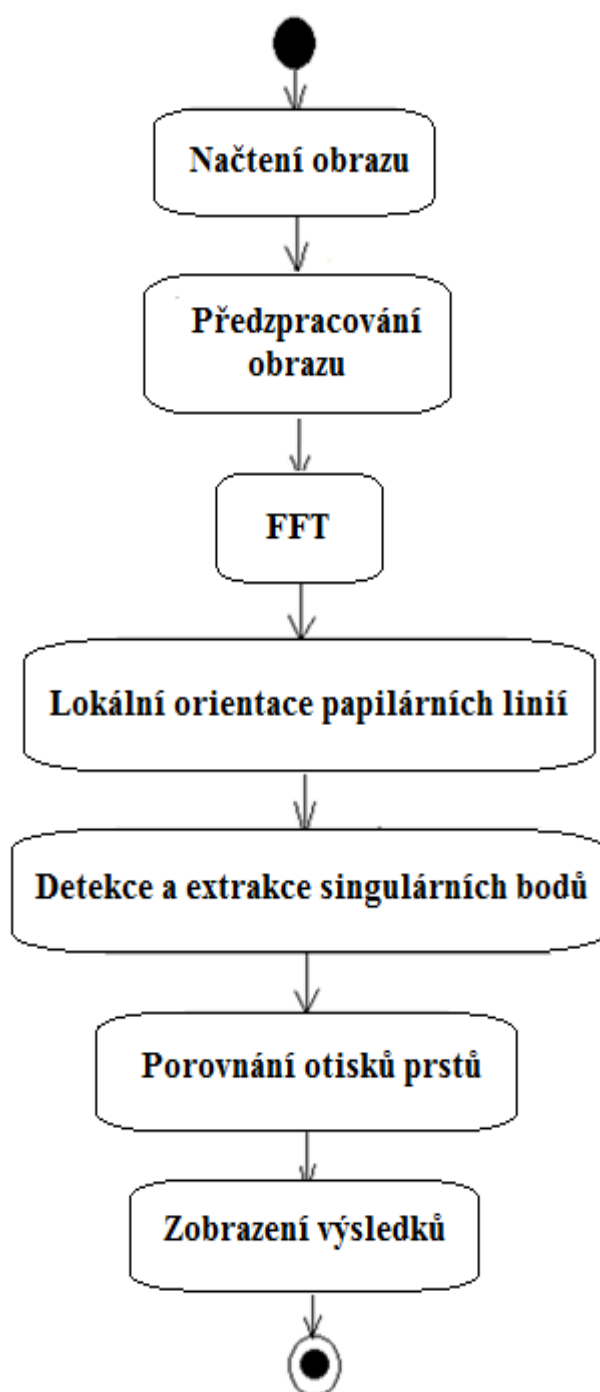 Načtení obrazu
Předzpracování
obrazu
FFT
Lokální orientace papilárních linií
Detekce a extrakce singulárních bodů
Porovnání otisků prstů
Zobrazení výsledků